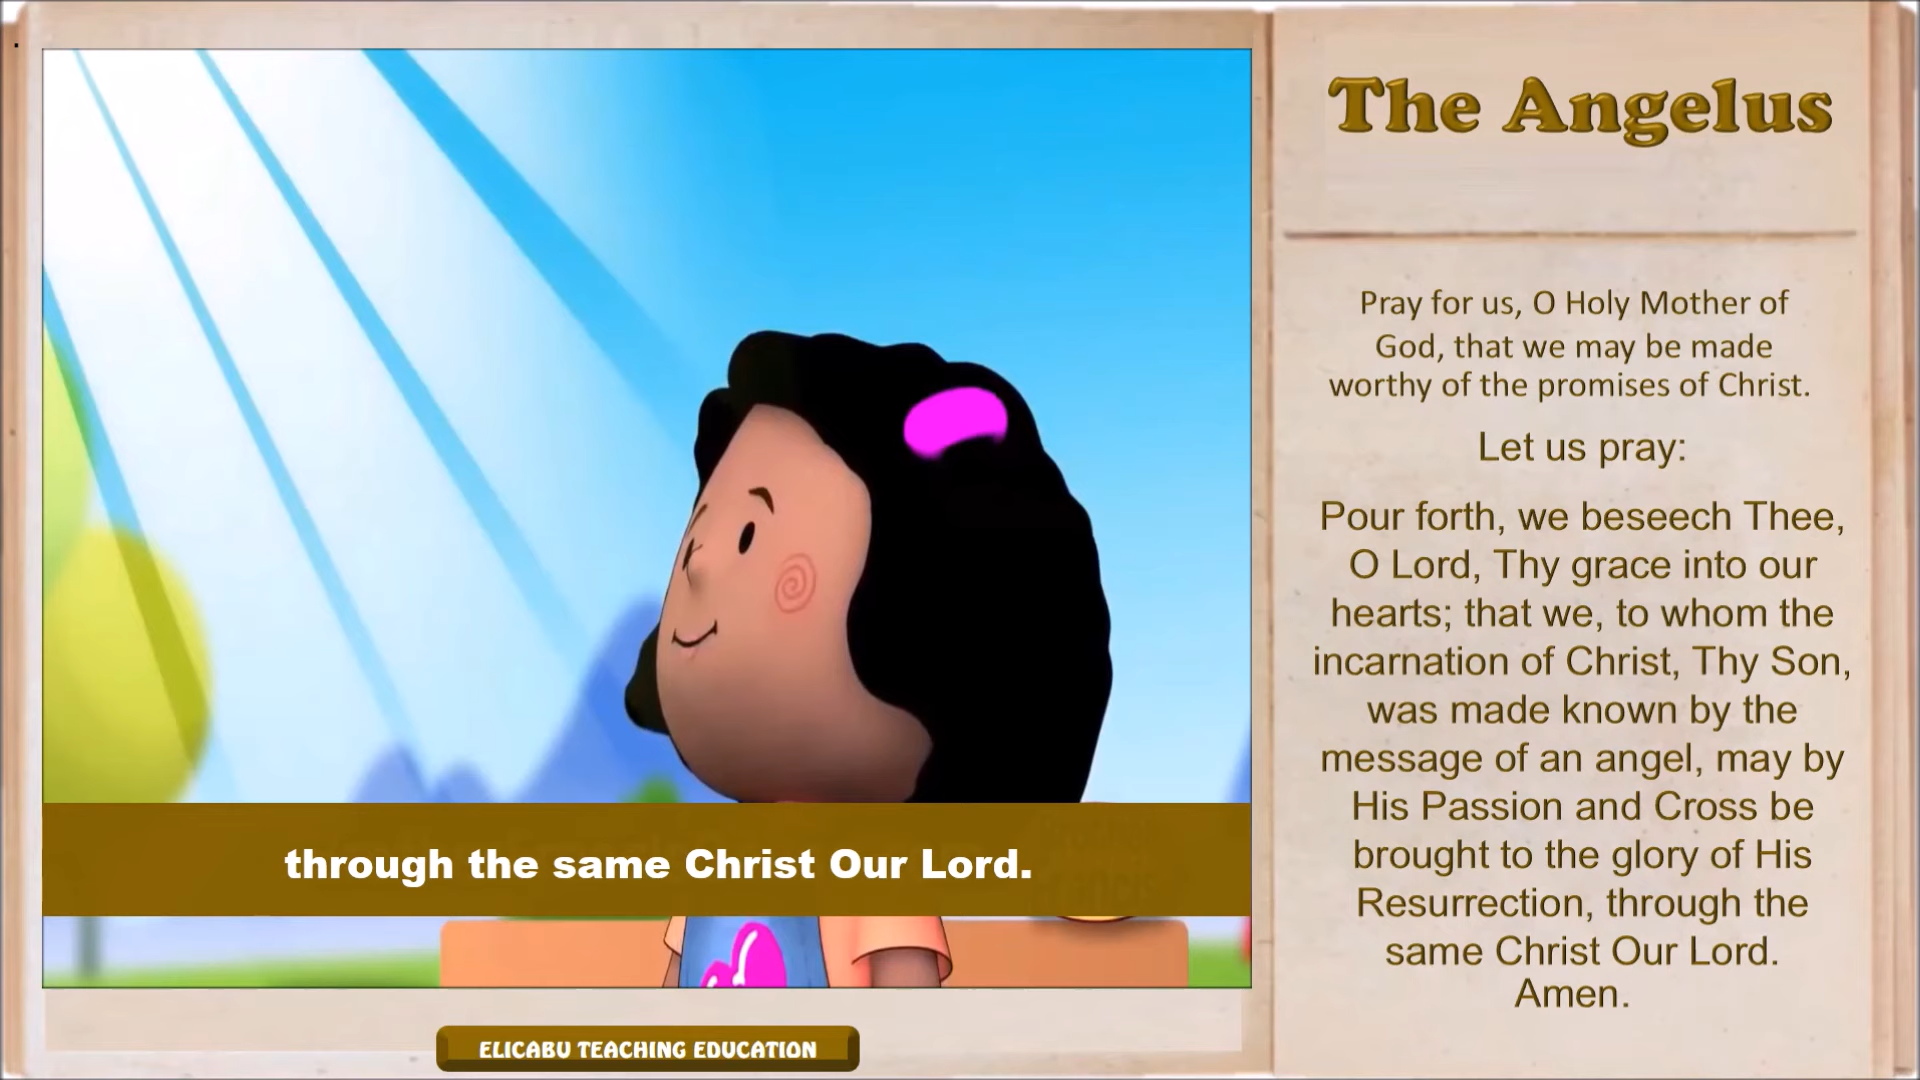 The Angelus
Pray for us, O Holy Mother of
God, that we may be made
worthy of the promises of Christ.
Let us pray:
Pour forth, we beseech Thee,
O Lord, Thy grace into our
hearts; that we, to whom the
incarnation of Christ, Thy Son,
was made known by the
message of an angel, may by
His Passion and Cross be
brought to the glory of His
Resurrection, through the
same Christ Our Lord.
Amen.
through the same Christ Our Lord.
ELICABU TEACHING EDUCATION